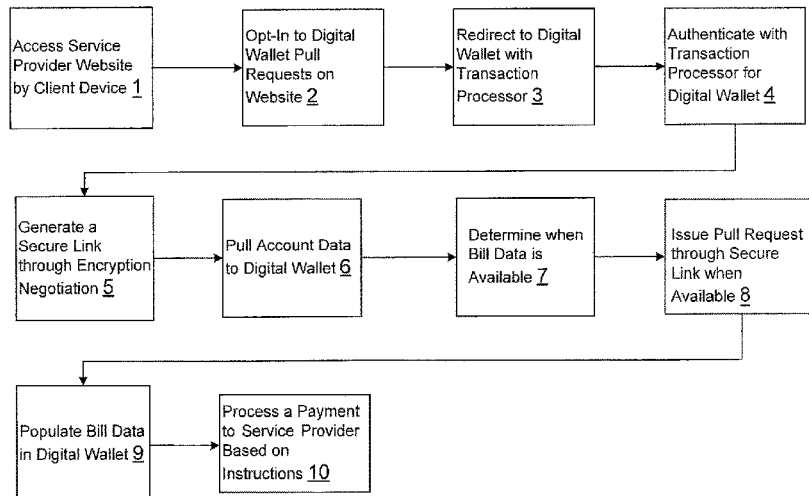 Access Service
Provider Website
by Client Device 1
Opt-In to Digital
Wallet Pull
Requests on
Website 2
Redirect to Digital
Wallet with
Transaction
Processor 3
Authenticate with
Transaction
Processor for
Digital Wallet 4
Generate a
Secure Link
through Encryption
Negotiation 5
Pull Account Data
to Digital Wallet 6
Determine when
Bill Data is
Available 7
Issue Pull Request
through Secure
Link when
Available 8
Populate Bill Data
in Digital Wallet 9
Process a Payment
to Service Provider
Based on
Instructions 10